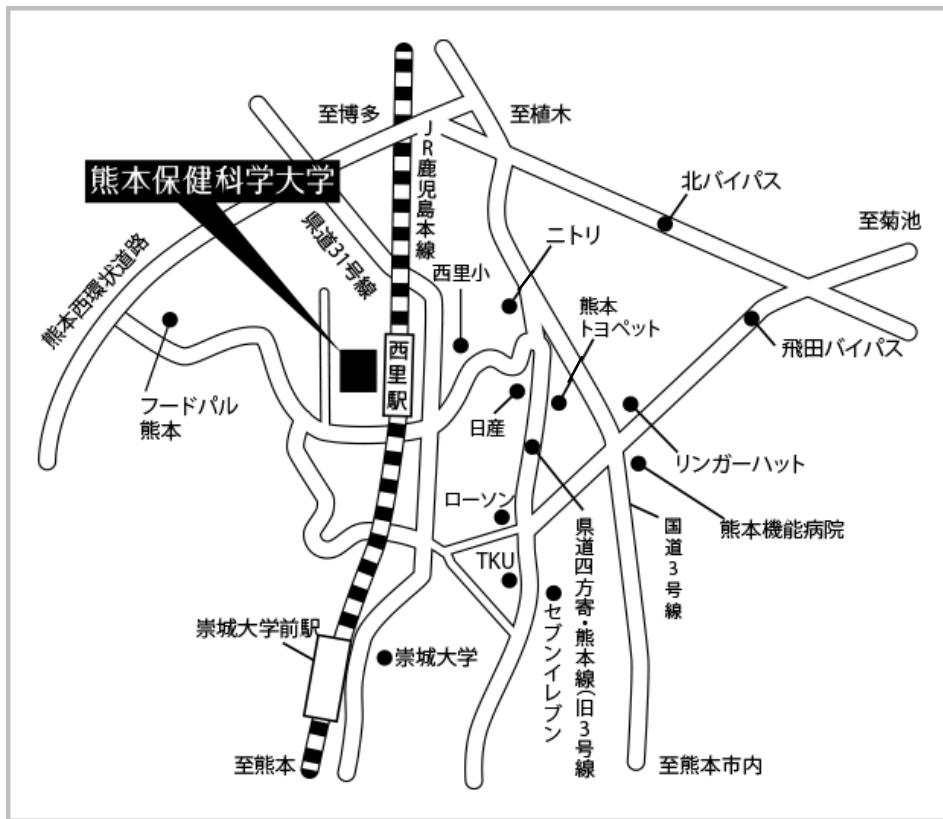 至博多
至植木
JR鹿児島本線
熊本保健科学大学
北バイパス
至菊池
県道31号線
ニトリ
熊本西環状道路
西里小
熊本
トヨペット
飛田バイパス
西里駅
フードパル
熊本
日産
リンガーハット
ローソン
熊本機能病院
国道3号線
県道四方寄・熊本線(旧3号線
TKU
セブンイレブン
崇城大学前駅
崇城大学
至熊本
至熊本市内